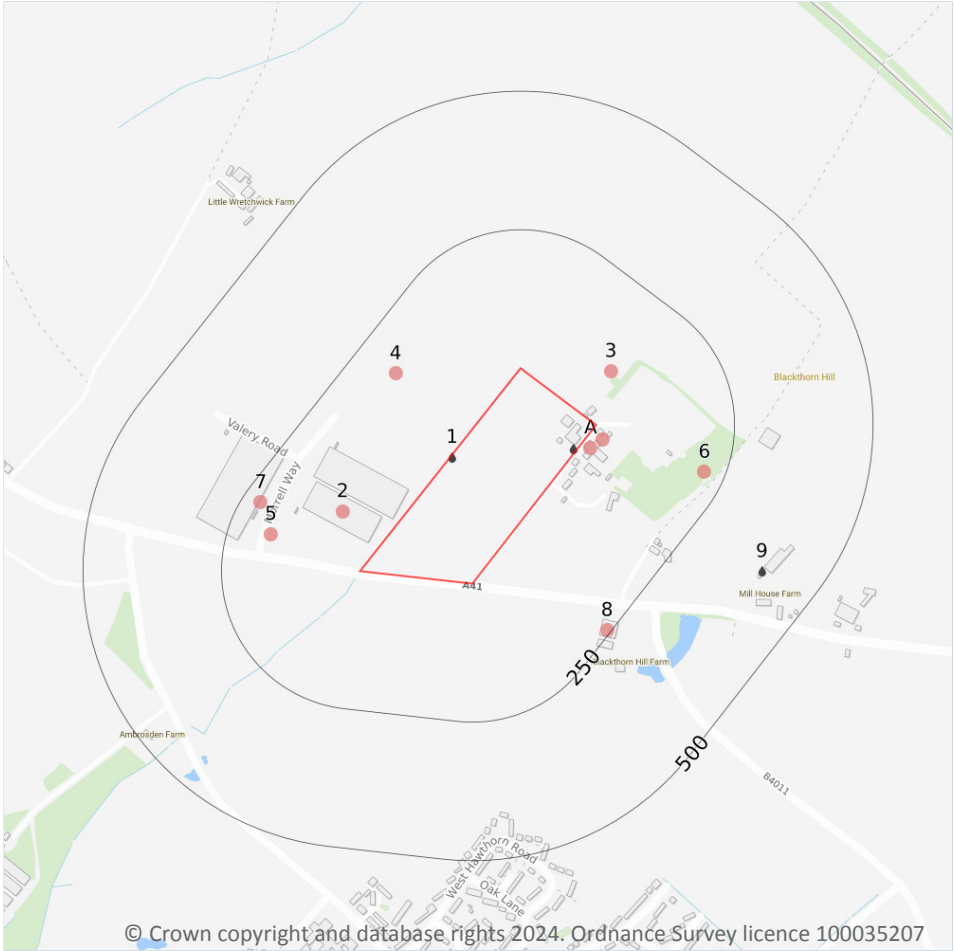 Little Wretchwick Farm
4
3
Blackthorn Hill
Valery Road
1
A
6
7
Murrell Way
2
5
9
A41
Mill House Farm
8
250
Blackthorn Hill Farm
Ambrosden Farm
500
B4011
West Hawthorn Road
Oak Lane
© Crown copyright and database rights 2024. Ordnance Survey licence 100035207